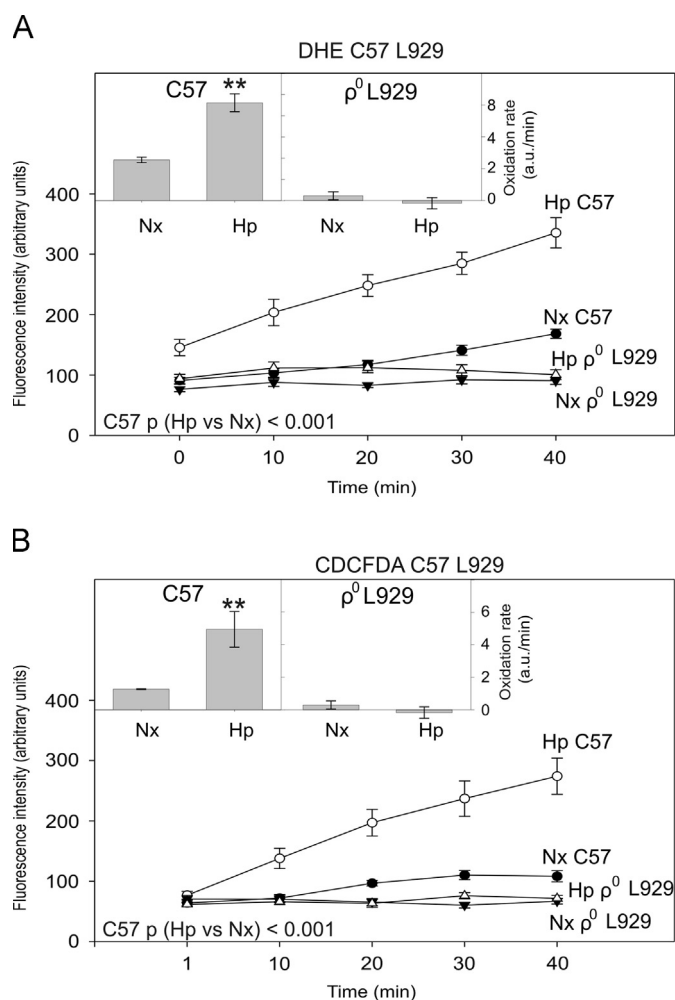 A
DHE C57 L929
C57 ** ρ⁰ L929
8
4
2
0
Oxidation rate
(a.u./min)
Nx Hp Nx Hp
Fluorescence intensity (arbitrary units)
400
300
200
100
0
Hp C57
Nx C57
Hp ρ⁰ L929
Nx ρ⁰ L929
C57 p (Hp vs Nx) < 0.001
0 10 20 30 40
Time (min)
B
CDCFDA C57 L929
C57 ** ρ⁰ L929
6
4
2
0
Oxidation rate
(a.u./min)
Nx Hp Nx Hp
Fluorescence intensity (arbitrary units)
400
300
200
100
0
Hp C57
Nx C57
Hp ρ⁰ L929
Nx ρ⁰ L929
C57 p (Hp vs Nx) < 0.001
1 10 20 30 40
Time (min)